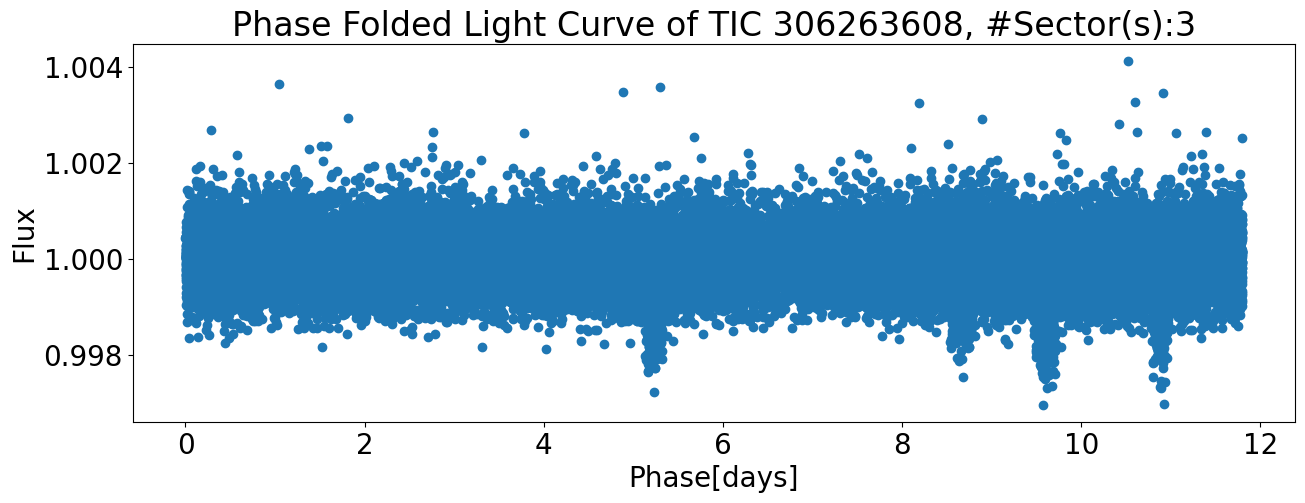 Phase Folded Light Curve of TIC 306263608, #Sector(s):3
1.004
1.002
1.000
0.998
Flux
0 2 4 6 8 10 12
Phase[days]